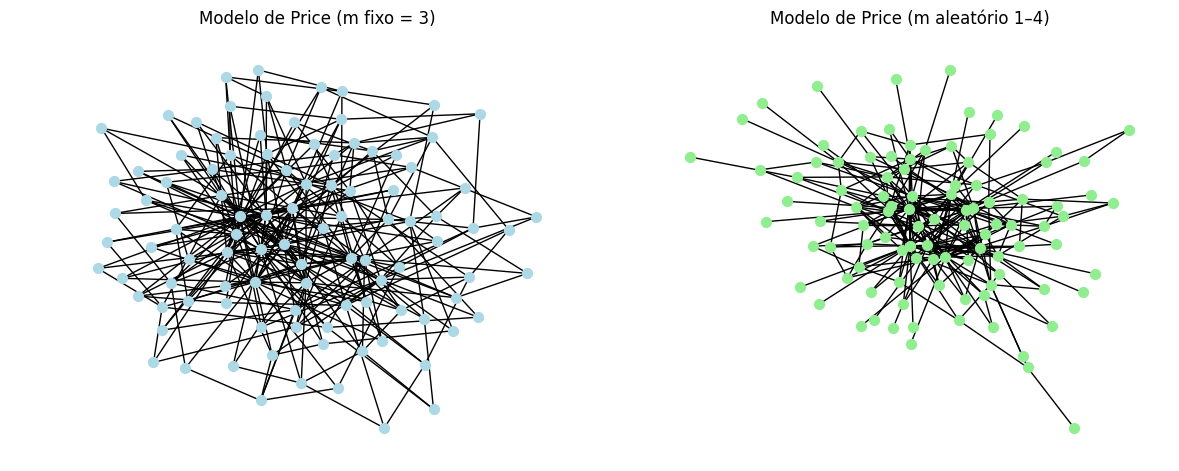 Modelo de Price (m fixo = 3)
Modelo de Price (m aleatório 1–4)